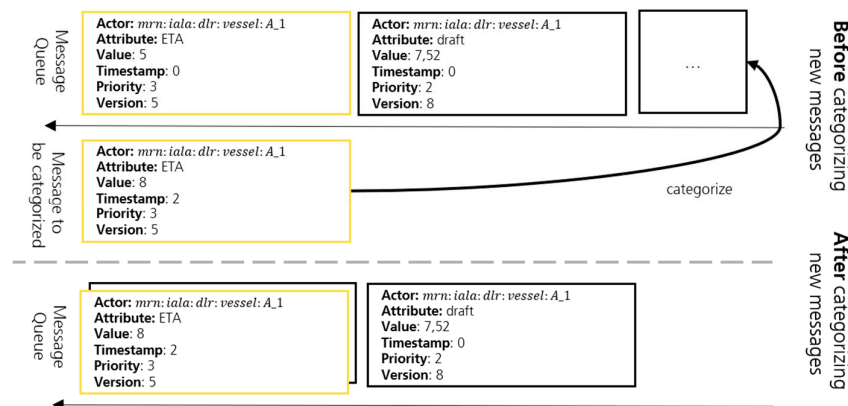 Message
Queue
Actor: mrn:iala:dlr:vessel:A_1
Attribute: ETA
Value: 5
Timestamp: 0
Priority: 3
Version: 5
Actor: mrn:iala:dlr:vessel:A_1
Attribute: draft
Value: 7,52
Timestamp: 0
Priority: 2
Version: 8
...
Before categorizing
new messages
Message to
be categorized
Actor: mrn:iala:dlr:vessel:A_1
Attribute: ETA
Value: 8
Timestamp: 2
Priority: 3
Version: 5
categorize
Message
Queue
Actor: mrn:iala:dlr:vessel:A_1
Attribute: ETA
Value: 8
Timestamp: 2
Priority: 3
Version: 5
Actor: mrn:iala:dlr:vessel:A_1
Attribute: draft
Value: 7,52
Timestamp: 0
Priority: 2
Version: 8
After categorizing
new messages